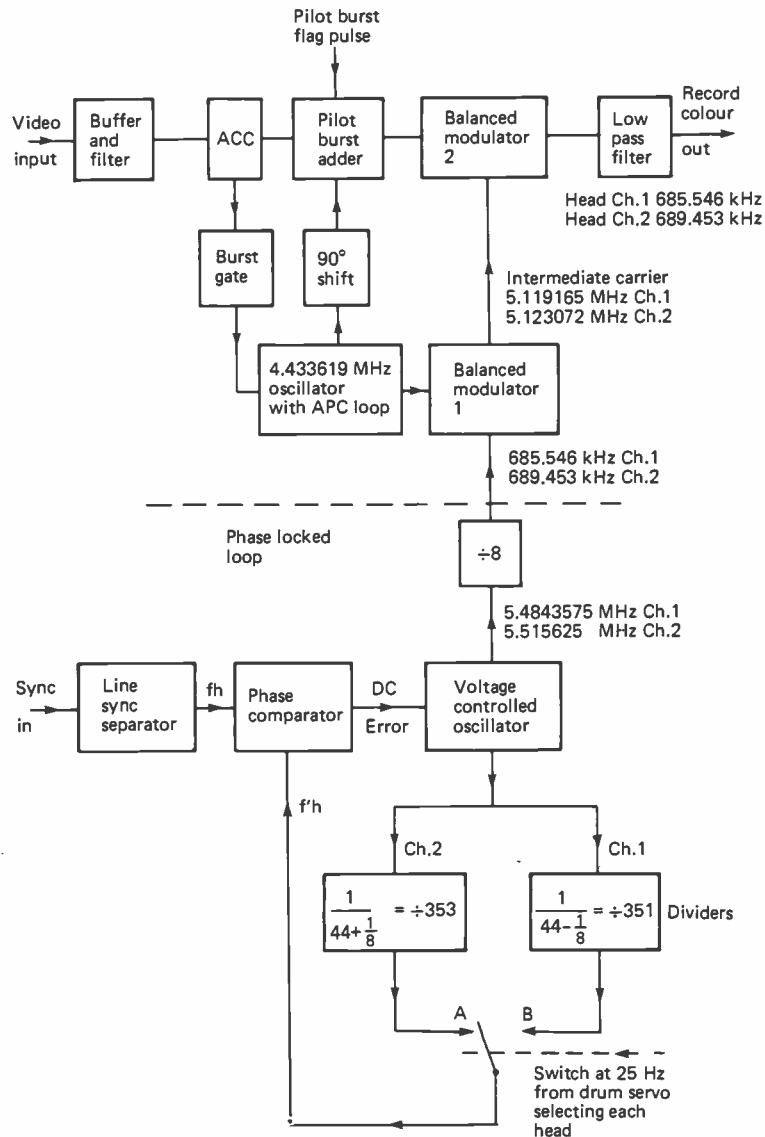 Pilot burst
flag pulse
Video
input
Buffer
and
filter
ACC
Pilot
burst
adder
Balanced
modulator
2
Low
pass
filter
Record
colour
out
Head Ch.1 685.546 kHz
Head Ch.2 689.453 kHz
Burst
gate
90°
shift
Intermediate carrier
5.119165 MHz Ch.1
5.123072 MHz Ch.2
4.433619 MHz
oscillator
with APC loop
Balanced
modulator
1
685.546 kHz Ch.1
689.453 kHz Ch.2
Phase locked
loop
÷8
5.4843575 MHz Ch.1
5.515625 MHz Ch.2
Sync
in
Line
sync
separator
fh
Phase
comparator
DC
Error
Voltage
controlled
oscillator
f'h
Ch.2
Ch.1
1/(44+1/8) = ÷353
1/(44-1/8) = ÷351
Dividers
A
B
Switch at 25 Hz
from drum servo
selecting each
head